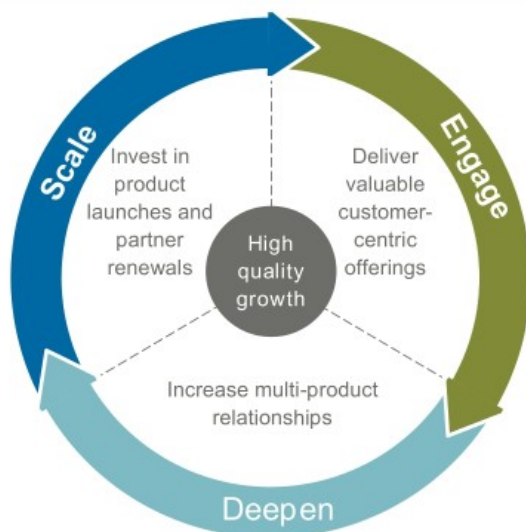 Scale
Invest in
product
launches and
partner
renewals
Engage
Deliver
valuable
customer-
centric
offerings
High
quality
growth
Increase multi-product
relationships
Deepen